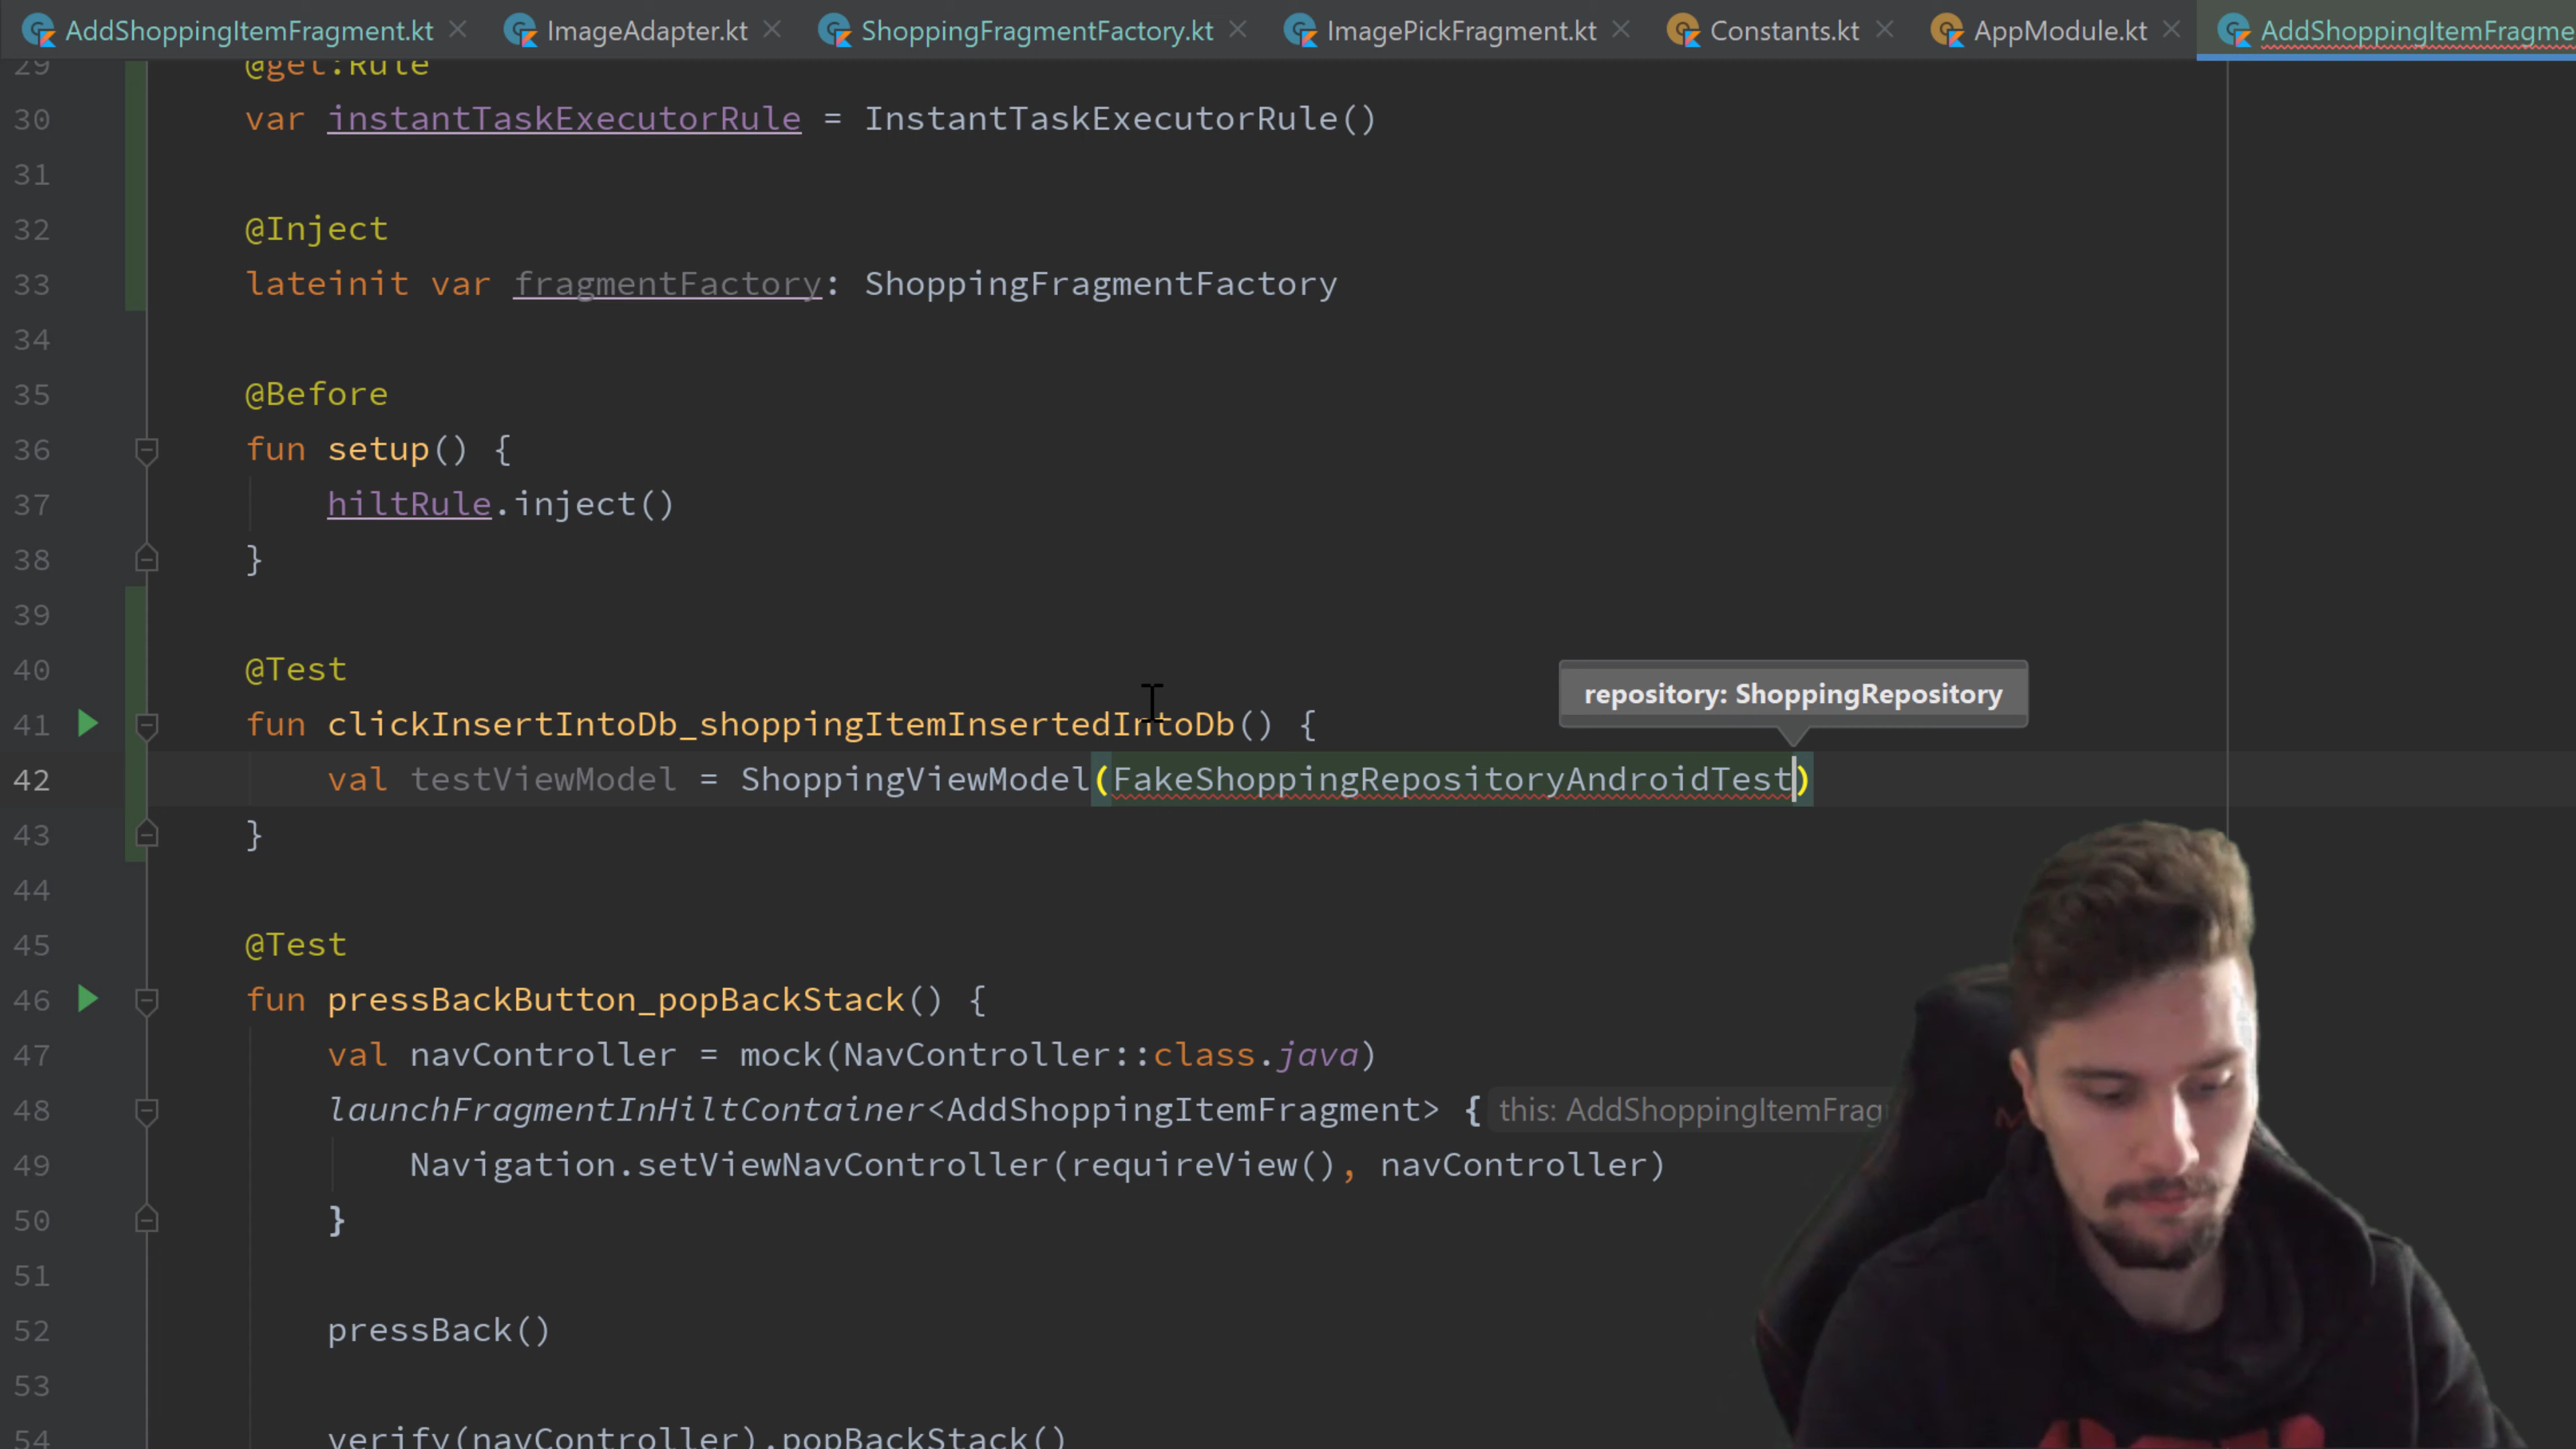 AddShoppingItemFragment.kt ImageAdapter.kt ShoppingFragmentFactory.kt ImagePickFragment.kt Constants.kt AppModule.kt AddShoppingItemFragme
29 @get:Rule
30 var instantTaskExecutorRule = InstantTaskExecutorRule()
31
32 @Inject
33 lateinit var fragmentFactory: ShoppingFragmentFactory
34
35 @Before
36 fun setup() {
37 hiltRule.inject()
38 }
39
40 @Test
repository: ShoppingRepository
41 fun clickInsertIntoDb_shoppingItemInsertedIntoDb() {
42 val testViewModel = ShoppingViewModel(FakeShoppingRepositoryAndroidTest)
43 }
44
45 @Test
46 fun pressBackButton_popBackStack() {
47 val navController = mock(NavController::class.java)
48 launchFragmentInHiltContainer<AddShoppingItemFragment> { this: AddShoppingItemFrag
49 Navigation.setViewNavController(requireView(), navController)
50 }
51
52 pressBack()
53
54 verify(navController).popBackStack()